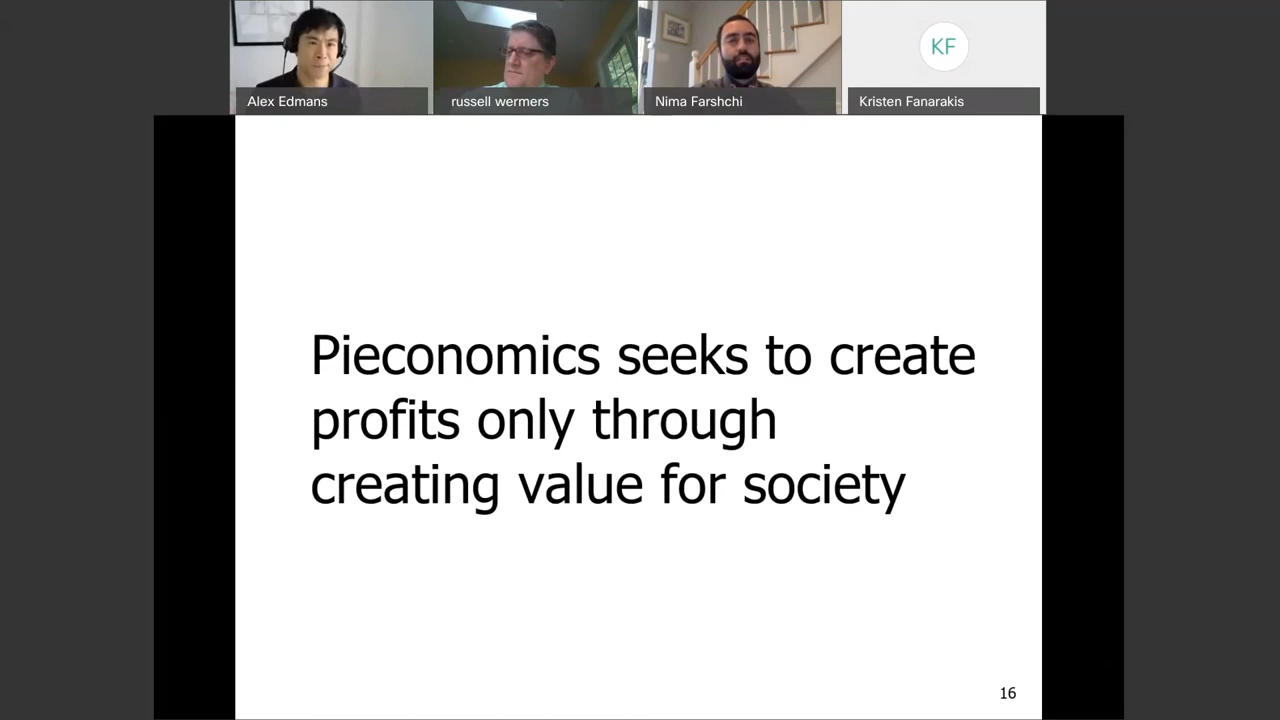 KF
Alex Edmans
russell wermers
Nima Farshchi
Kristen Fanarakis
Pieconomics seeks to create
profits only through
creating value for society
16